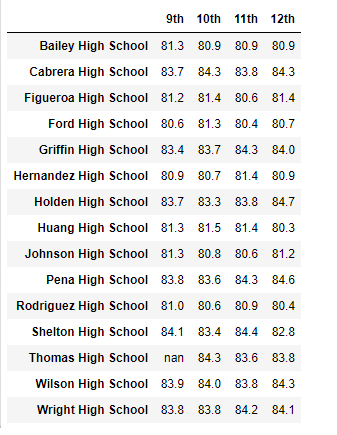 9th 10th 11th 12th
Bailey High School 81.3 80.9 80.9 80.9
Cabrera High School 83.7 84.3 83.8 84.3
Figueroa High School 81.2 81.4 80.6 81.4
Ford High School 80.6 81.3 80.4 80.7
Griffin High School 83.4 83.7 84.3 84.0
Hernandez High School 80.9 80.7 81.4 80.9
Holden High School 83.7 83.3 83.8 84.7
Huang High School 81.3 81.5 81.4 80.3
Johnson High School 81.3 80.8 80.6 81.2
Pena High School 83.8 83.6 84.3 84.6
Rodriguez High School 81.0 80.6 80.9 80.4
Shelton High School 84.1 83.4 84.4 82.8
Thomas High School nan 84.3 83.6 83.8
Wilson High School 83.9 84.0 83.8 84.3
Wright High School 83.8 83.8 84.2 84.1